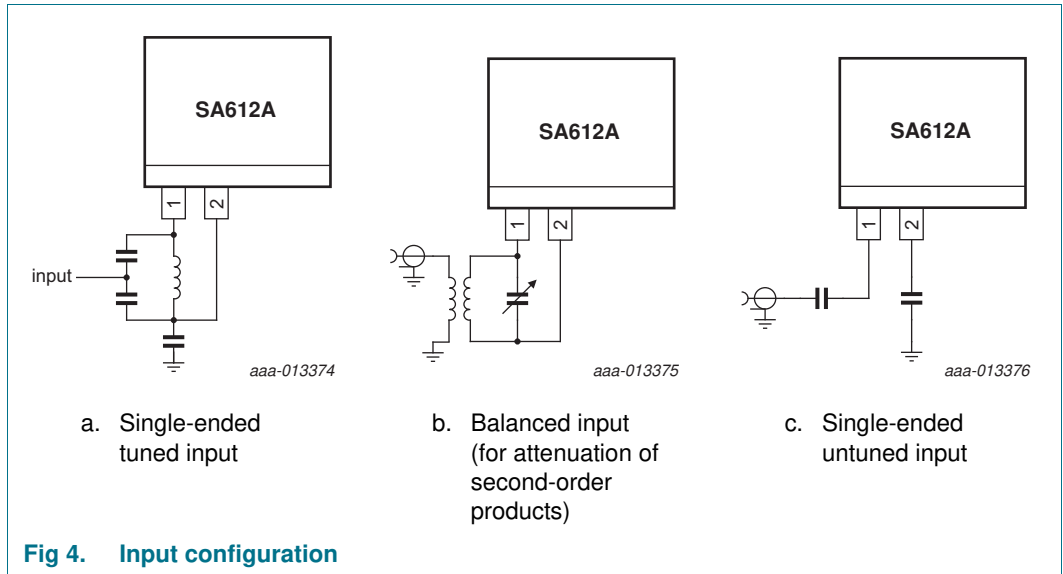 SA612A
1
2
input
aaa-013374
a. Single-ended
tuned input
SA612A
1
2
aaa-013375
b. Balanced input
(for attenuation of
second-order
products)
SA612A
1
2
aaa-013376
c. Single-ended
untuned input
Fig 4. Input configuration